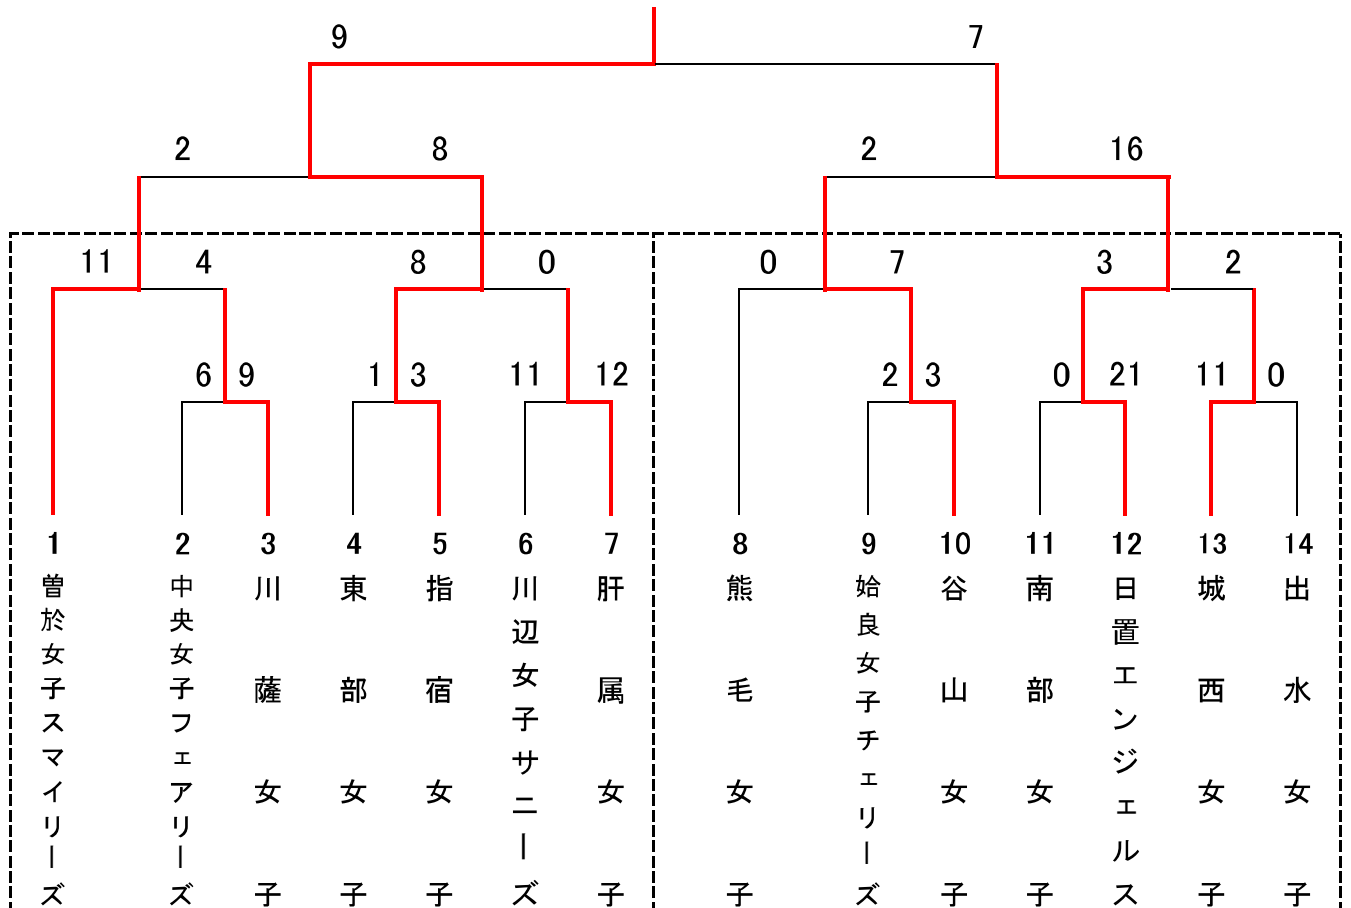 9 7
2 8 2 16
11 4 8 0 0 7 3 2
6 9 1 3 11 12 2 3 0 21 11 0
1 2 3 4 5 6 7 8 9 10 11 12 13 14
曽於女子スマイリーズ
中央女子フェアリーズ
川薩女子
東部女子
指宿女子
川辺女子サニーズ
肝属女子
熊毛女子
姶良女子チェリーズ
谷山女子
南部女子
日置エンジェルス
城西女子
出水女子